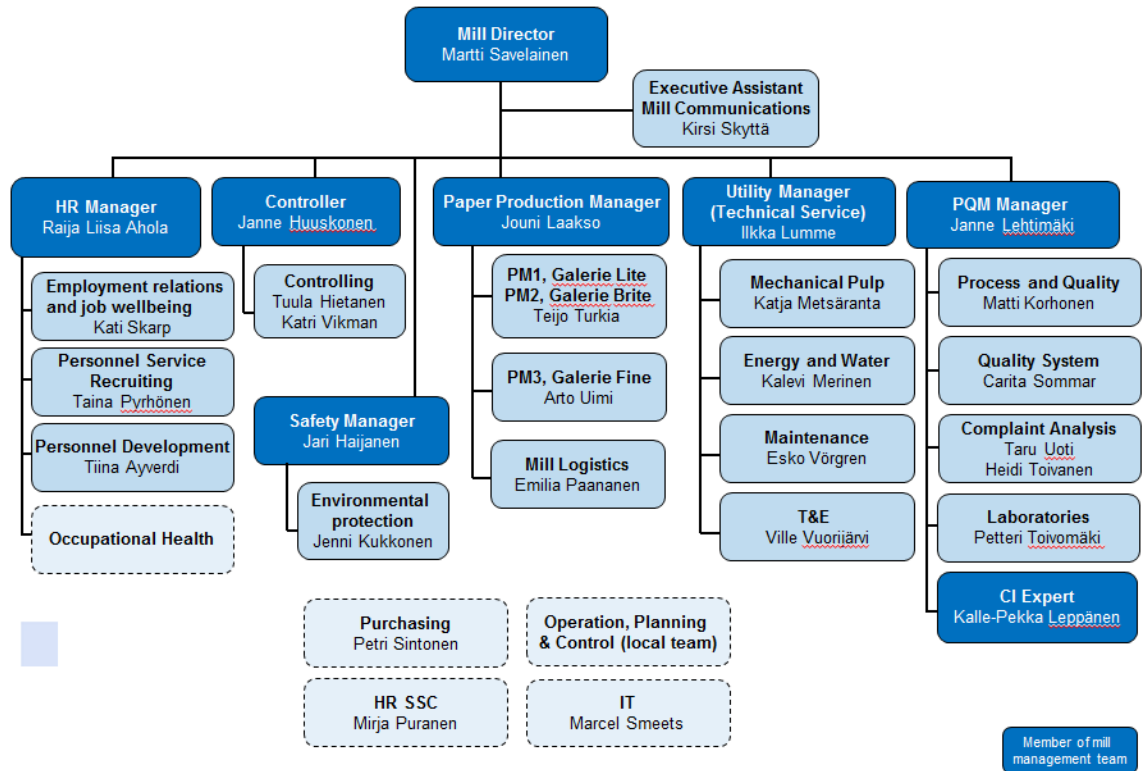 Mill Director
Martti Savelainen
Executive Assistant
Mill Communications
Kirsi Skyttä
HR Manager
Raija Liisa Ahola
Controller
Janne Huuskonen
Paper Production Manager
Jouni Laakso
Utility Manager
(Technical Service)
Ilkka Lumme
PQM Manager
Janne Lehtimäki
Employment relations
and job wellbeing
Kati Skarp
Personnel Service
Recruiting
Taina Pyrhönen
Personnel Development
Tiina Ayverdi
Occupational Health
Controlling
Tuula Hietanen
Katri Vikman
Safety Manager
Jari Haijanen
Environmental
protection
Jenni Kukkonen
PM1, Galerie Lite
PM2, Galerie Brite
Teijo Turkia
PM3, Galerie Fine
Arto Uimi
Mill Logistics
Emilia Paananen
Mechanical Pulp
Katja Metsäranta
Energy and Water
Kalevi Merinen
Maintenance
Esko Vörgren
T&E
Ville Vuorijärvi
Process and Quality
Matti Korhonen
Quality System
Carita Sommar
Complaint Analysis
Taru Uoti
Heidi Toivanen
Laboratories
Petteri Toivomäki
CI Expert
Kalle-Pekka Leppänen
Purchasing
Petri Sintonen
Operation, Planning
& Control (local team)
HR SSC
Mirja Puranen
IT
Marcel Smeets
Member of mill
management team